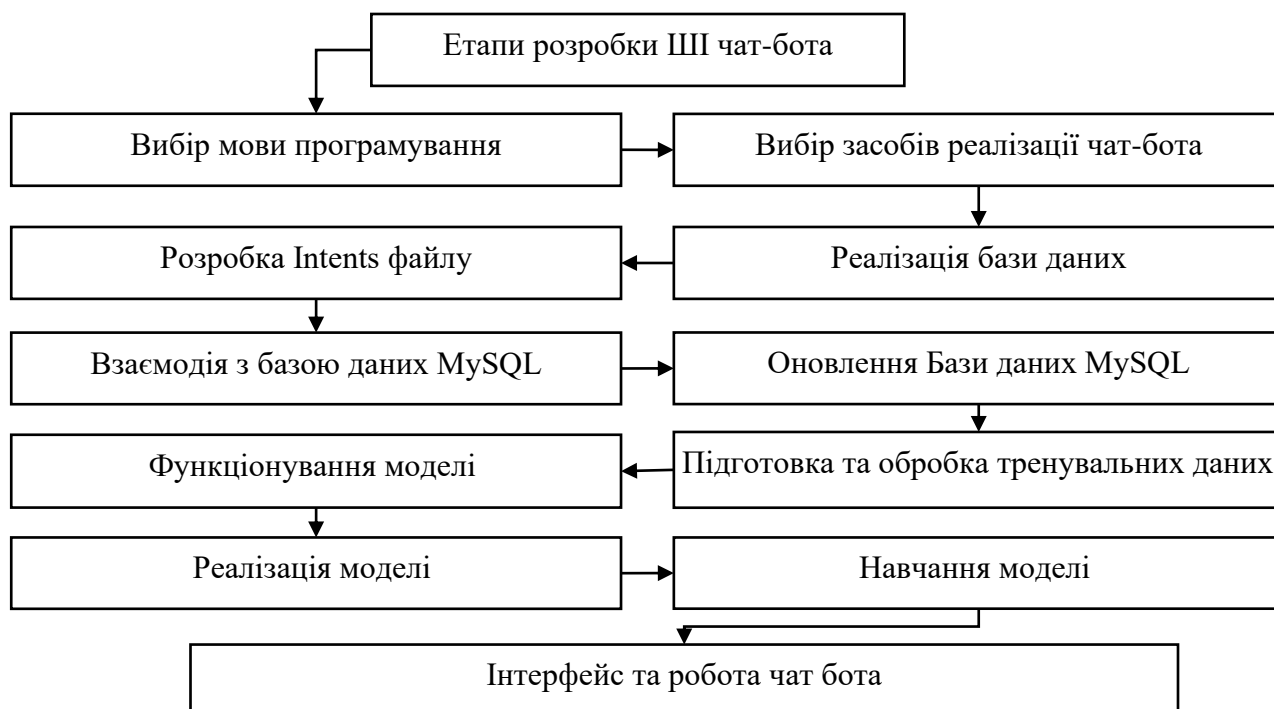 Етапи розробки ШІ чат-бота
Вибір мови програмування
Вибір засобів реалізації чат-бота
Розробка Intents файлу
Реалізація бази даних
Взаємодія з базою даних MySQL
Оновлення Бази даних MySQL
Функціонування моделі
Підготовка та обробка тренувальних даних
Реалізація моделі
Навчання моделі
Інтерфейс та робота чат бота